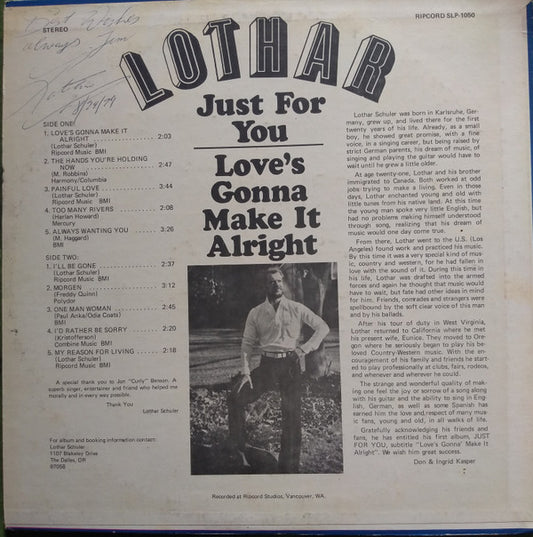 Best Wishes
always Jim
Lothar
8/24/79
STEREO
RIPCORD SLP-1050
LOTHAR
Just For
You
Love's
Gonna
Make It
Alright
SIDE ONE:
1. LOVE'S GONNA MAKE IT
ALRIGHT . . . . . . . . . . . . . . . 2:03
(Lothar Schuler)
Ripcord Music BMI
2. THE HANDS YOU'RE HOLDING
NOW . . . . . . . . . . . . . . . . . 2:47
(M. Robbins)
Harmony/Columbia
3. PAINFUL LOVE . . . . . . . . . 3:44
(Lothar Schuler)
Ripcord Music BMI
4. TOO MANY RIVERS . . . . . . 2:08
(Harlan Howard)
Mercury
5. ALWAYS WANTING YOU . . . 3:26
(M. Haggard)
BMI
SIDE TWO:
1. I'LL BE GONE . . . . . . . . . . 2:37
(Lothar Schuler)
Ripcord Music BMI
2. MORGEN . . . . . . . . . . . . . . 3:12
(Freddy Quinn)
Polydor
3. ONE MAN WOMAN . . . . . . . 2:45
(Paul Anka/Odia Coats)
BMI
4. I'D RATHER BE SORRY . . . . 2:20
(Kristofferson)
Combine Music BMI
5. MY REASON FOR LIVING . . . 2:18
(Lothar Schuler)
Ripcord Music BMI
A special thank you to Jon "Curly" Benson. A
superb singer, entertainer and friend who helped me
morally and in every way possible.
Thank You
Lothar Schuler
For album and booking information contact:
Lothar Schuler
1107 Blakeley Drive
The Dalles, OR
97058
Lothar Schuler was born in Karlsruhe, Ger-
many, grew up, and lived there for the first
twenty years of his life. Already, as a small
boy, he showed great promise, with a fine
voice, in a singing career, but being raised by
strict German parents, his dream of music, of
singing and playing the guitar would have to
wait until he grew a little older.
At age twenty-one, Lothar and his brother
immigrated to Canada. Both worked at odd
jobs trying to make a living. Even in those
days, Lothar enchanted young and old with
little tunes from his native land. At this time
the young man spoke very little English, but
had no problems making himself understood
through song, realizing that his dream of
music would one day come true.
From there, Lothar went to the U.S. (Los
Angeles) found work and practiced his music.
By this time it was a very special kind of mu-
sic, country and western, for he had fallen in
love with the sound of it. During this time in
his life, Lothar was drafted into the armed
forces and again he thought that music would
have to wait, but fate had other ideas in mind
for him. Friends, comrades and strangers were
spellbound by the soft clear voice of this man
and by his ballads.
After his tour of duty in West Virginia,
Lothar returned to California where he met
his present wife, Eunice. They moved to Ore-
gon where he seriously began to play his be-
loved Country-Western music. With the en-
couragement of his family and friends he start-
ed to play professionally at clubs, fairs, rodeos,
and whenever and wherever he could.
The strange and wonderful quality of mak-
ing one feel the joy or sorrow of a song along
with his guitar and the ability to sing in Eng-
lish, German, as well as some Spanish has
earned him the love and respect of many mus-
ic fans, young and old, in all walks of life.
Gratefully acknowledging his friends and
fans, he has entitled his first album, JUST
FOR YOU, subtitle "Love's Gonna' Make It
Alright". We wish him great success.
Don & Ingrid Kasper
Recorded at Ripcord Studios, Vancouver, WA.